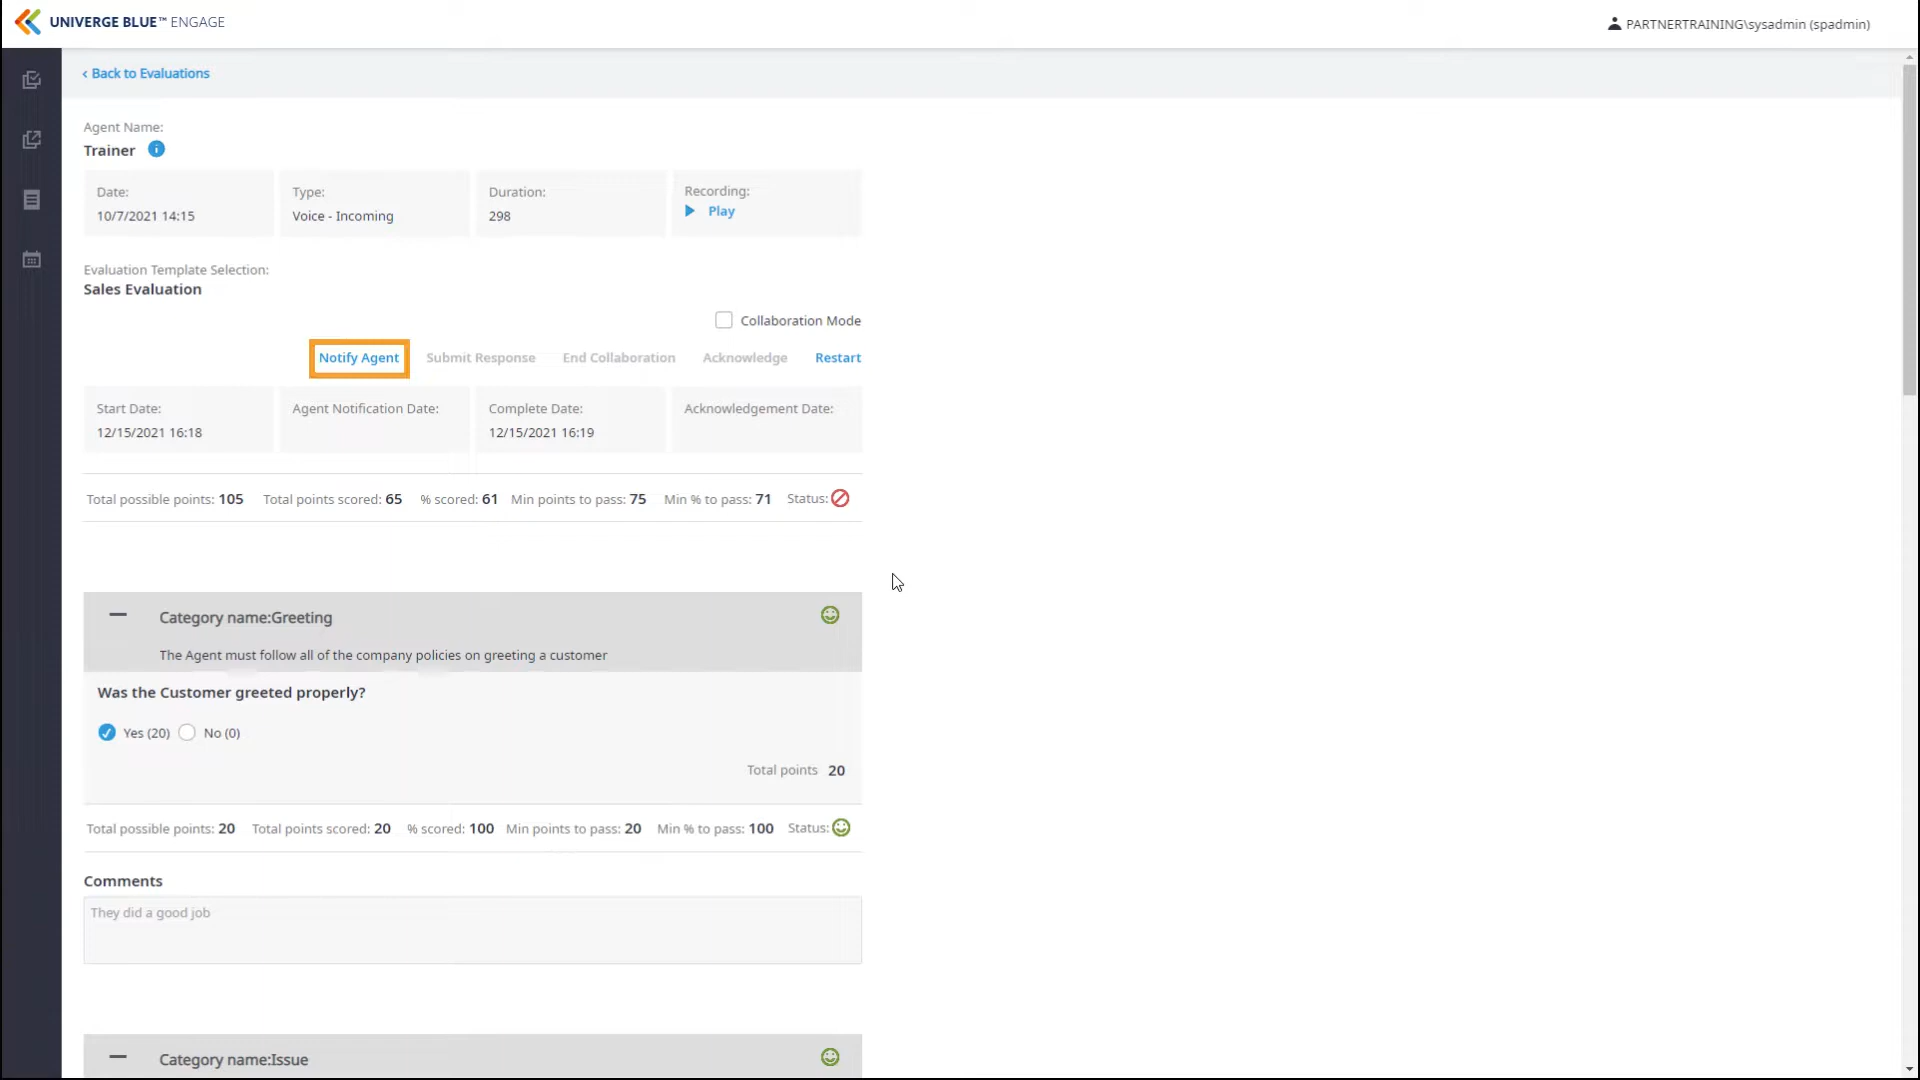 UNIVERGE BLUE™ ENGAGE
PARTNERTRAINING\sysadmin (spadmin)
‹ Back to Evaluations
Agent Name:
Trainer
Date:
10/7/2021 14:15
Type:
Voice - Incoming
Duration:
298
Recording:
Play
Evaluation Template Selection:
Sales Evaluation
Collaboration Mode
Notify Agent Submit Response End Collaboration Acknowledge Restart
Start Date:
12/15/2021 16:18
Agent Notification Date:
Complete Date:
12/15/2021 16:19
Acknowledgement Date:
Total possible points: 105 Total points scored: 65 % scored: 61 Min points to pass: 75 Min % to pass: 71 Status:
Category name:Greeting
The Agent must follow all of the company policies on greeting a customer
Was the Customer greeted properly?
Yes (20) No (0)
Total points 20
Total possible points: 20 Total points scored: 20 % scored: 100 Min points to pass: 20 Min % to pass: 100 Status:
Comments
They did a good job
Category name:Issue